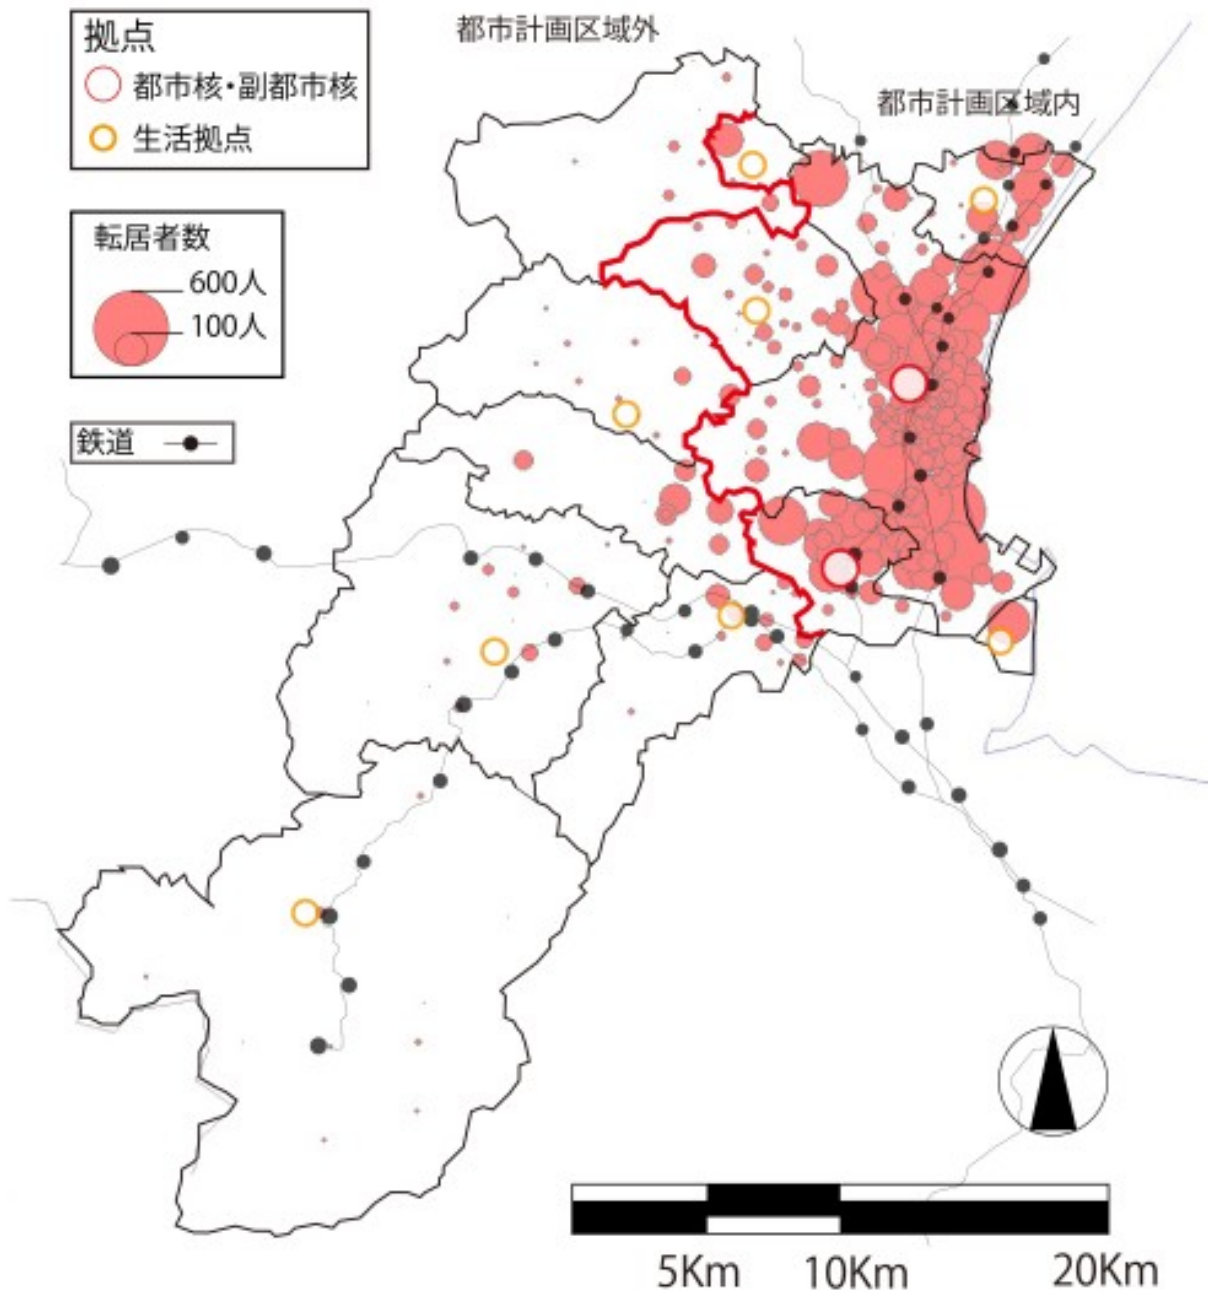 拠点
都市核・副都市核
生活拠点
都市計画区域外
都市計画区域内
転居者数
600人
100人
鉄道
5Km
10Km
20Km